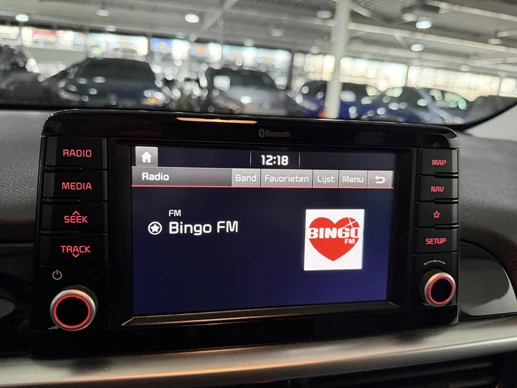 Bluetooth
RADIO
MEDIA
SEEK
TRACK
12:18
Radio
Band
Favorieten
Lijst
Menu
FM
Bingo FM
BINGO
FM
MAP
NAV
SETUP